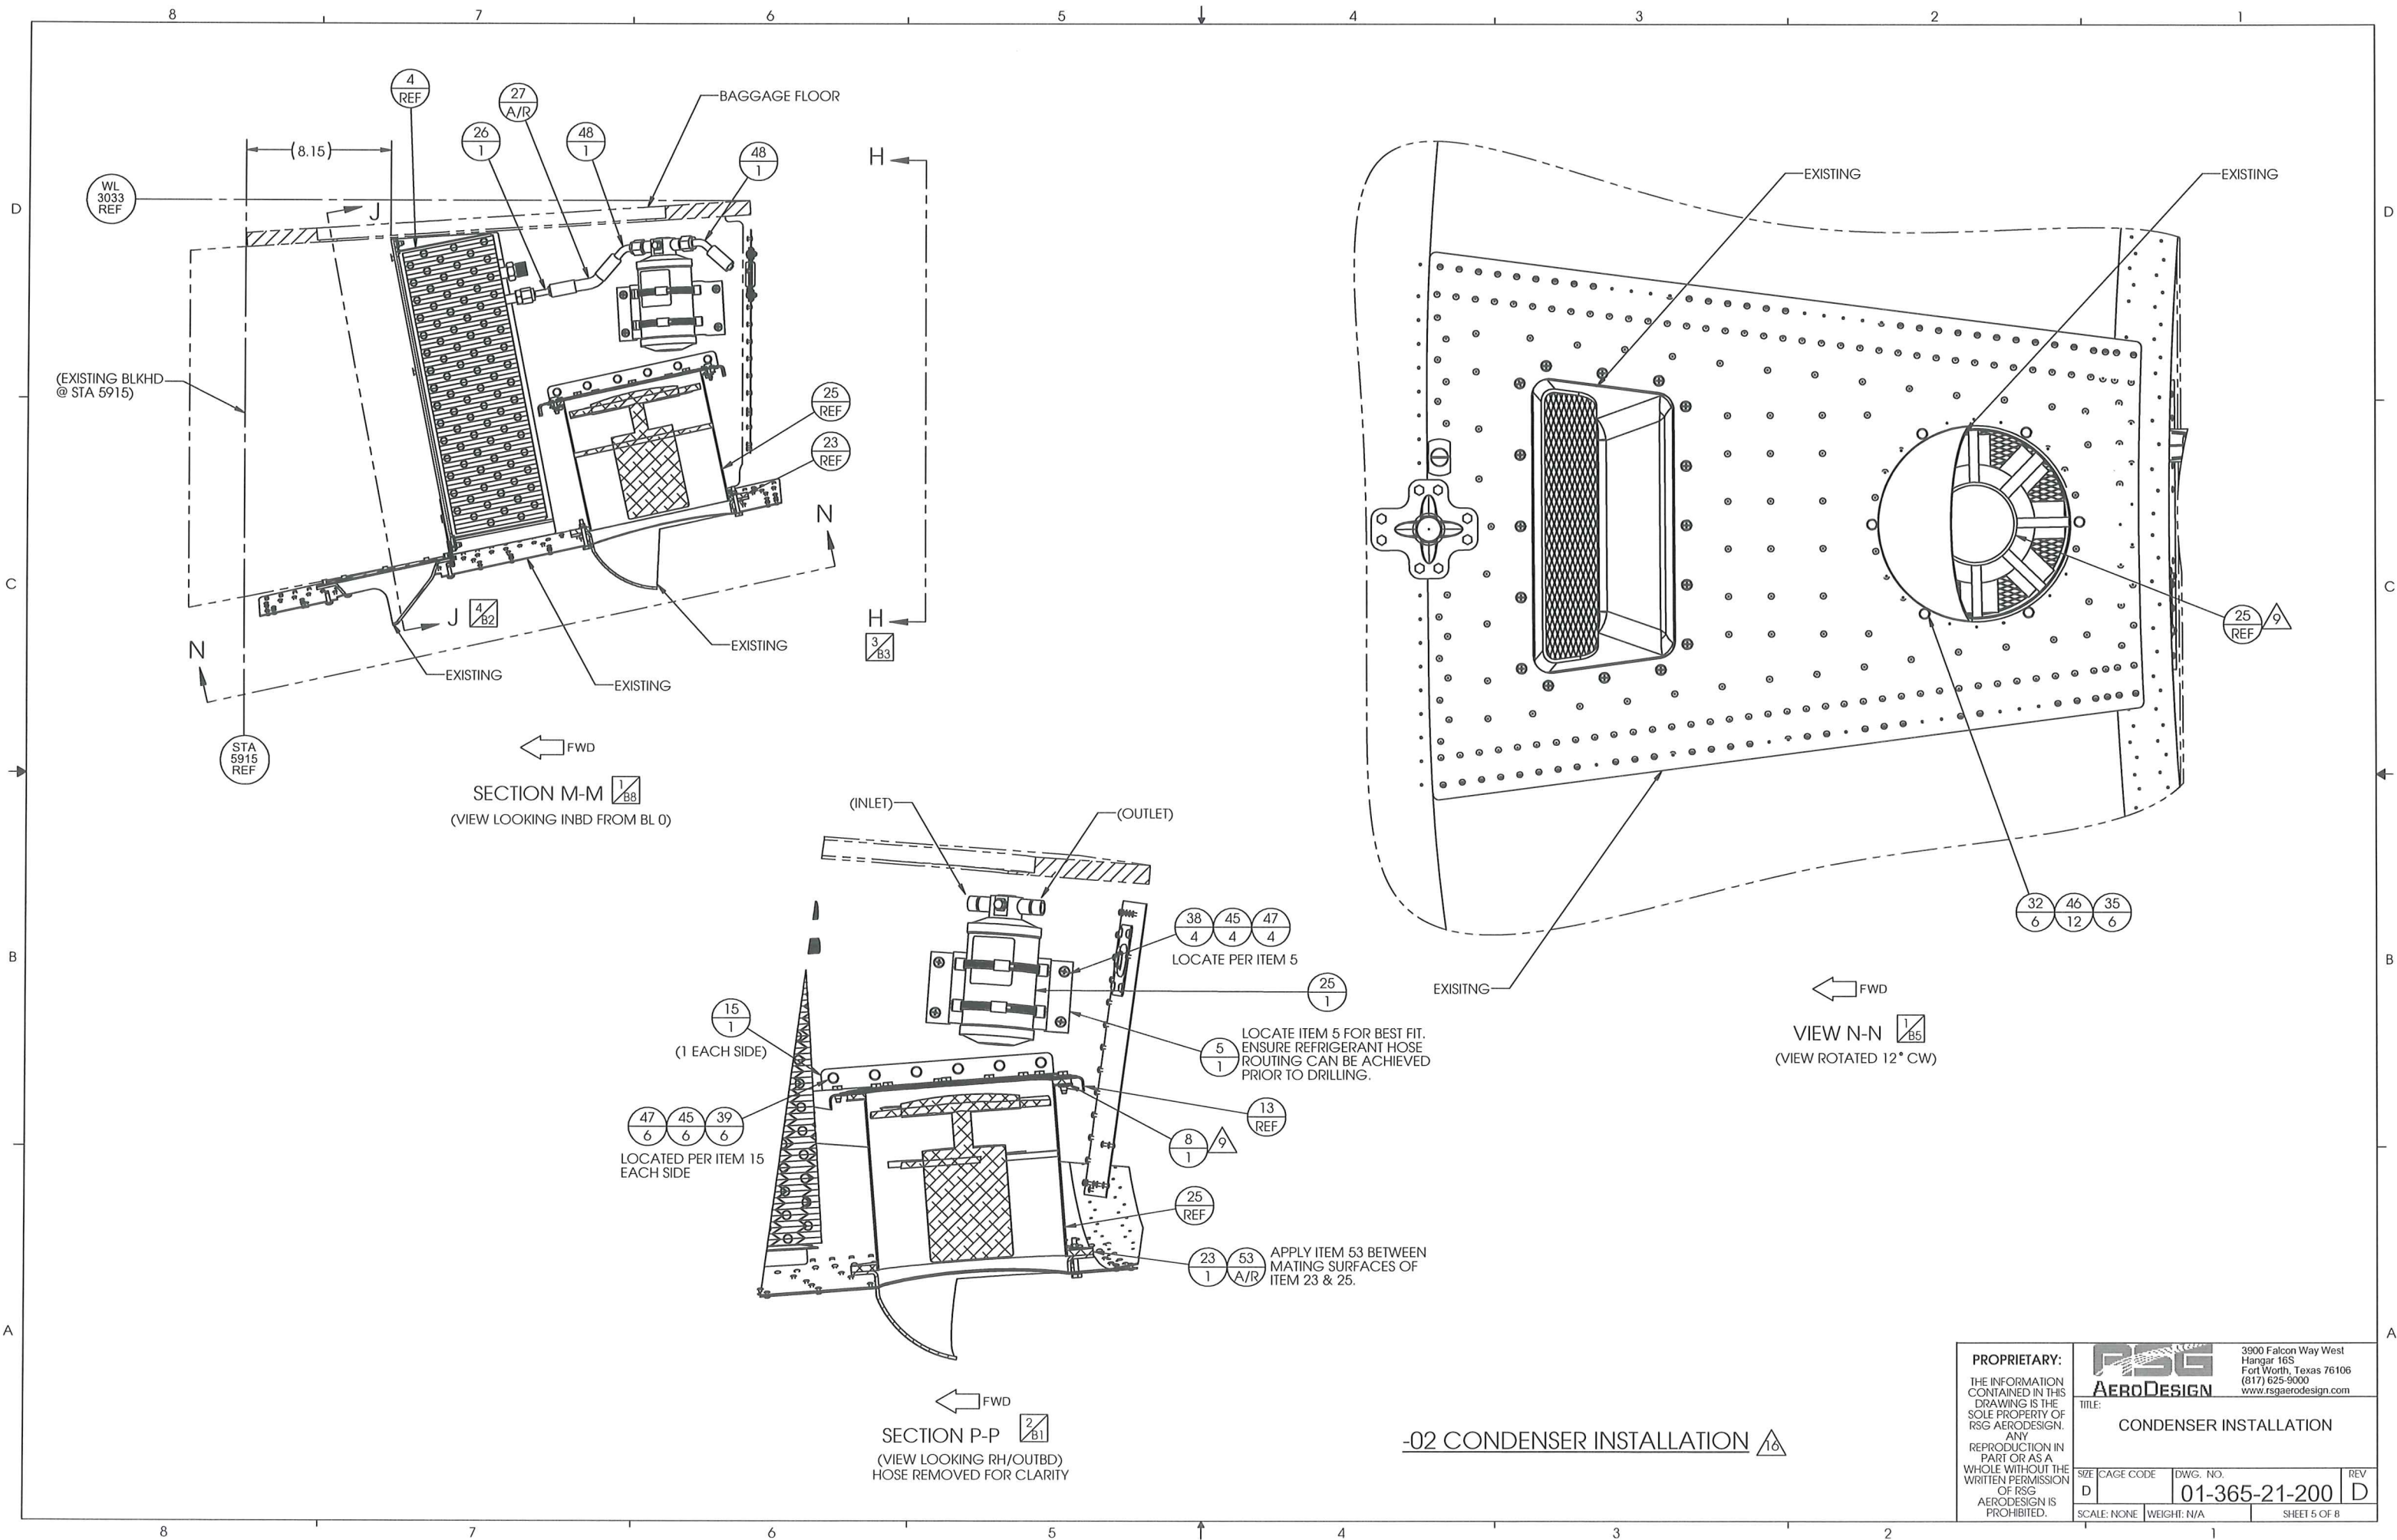 8 7 6 5 4 3 2 1
D
C
B
A
D
C
B
A
4
REF
27
A/R
26
1
48
1
48
1
BAGGAGE FLOOR
(8.15)
WL
3033
REF
J
H
(EXISTING BLKHD
@ STA 5915)
25
REF
23
REF
N
J 4/B2
H
3/B3
N
EXISTING
EXISTING
EXISTING
STA
5915
REF
FWD
SECTION M-M 1/B8
(VIEW LOOKING INBD FROM BL 0)
EXISTING
EXISTING
25
REF
9
32 46 35
6 12 6
EXISITNG
FWD
VIEW N-N 1/B5
(VIEW ROTATED 12° CW)
(INLET)
(OUTLET)
38 45 47
4 4 4
LOCATE PER ITEM 5
25
1
15
1
(1 EACH SIDE)
5
1
LOCATE ITEM 5 FOR BEST FIT.
ENSURE REFRIGERANT HOSE
ROUTING CAN BE ACHIEVED
PRIOR TO DRILLING.
13
REF
47 45 39
6 6 6
LOCATED PER ITEM 15
EACH SIDE
8
1
9
25
REF
23 53
1 A/R
APPLY ITEM 53 BETWEEN
MATING SURFACES OF
ITEM 23 & 25.
FWD
SECTION P-P 2/B1
(VIEW LOOKING RH/OUTBD)
HOSE REMOVED FOR CLARITY
-02 CONDENSER INSTALLATION 16
PROPRIETARY:
THE INFORMATION
CONTAINED IN THIS
DRAWING IS THE
SOLE PROPERTY OF
RSG AERODESIGN.
ANY
REPRODUCTION IN
PART OR AS A
WHOLE WITHOUT THE
WRITTEN PERMISSION
OF RSG
AERODESIGN IS
PROHIBITED.
RSG
AERODESIGN
3900 Falcon Way West
Hangar 16S
Fort Worth, Texas 76106
(817) 625-9000
www.rsgaerodesign.com
TITLE:
CONDENSER INSTALLATION
SIZE CAGE CODE DWG. NO. REV
D 01-365-21-200 D
SCALE: NONE WEIGHT: N/A SHEET 5 OF 8
8 7 6 5 4 3 2 1